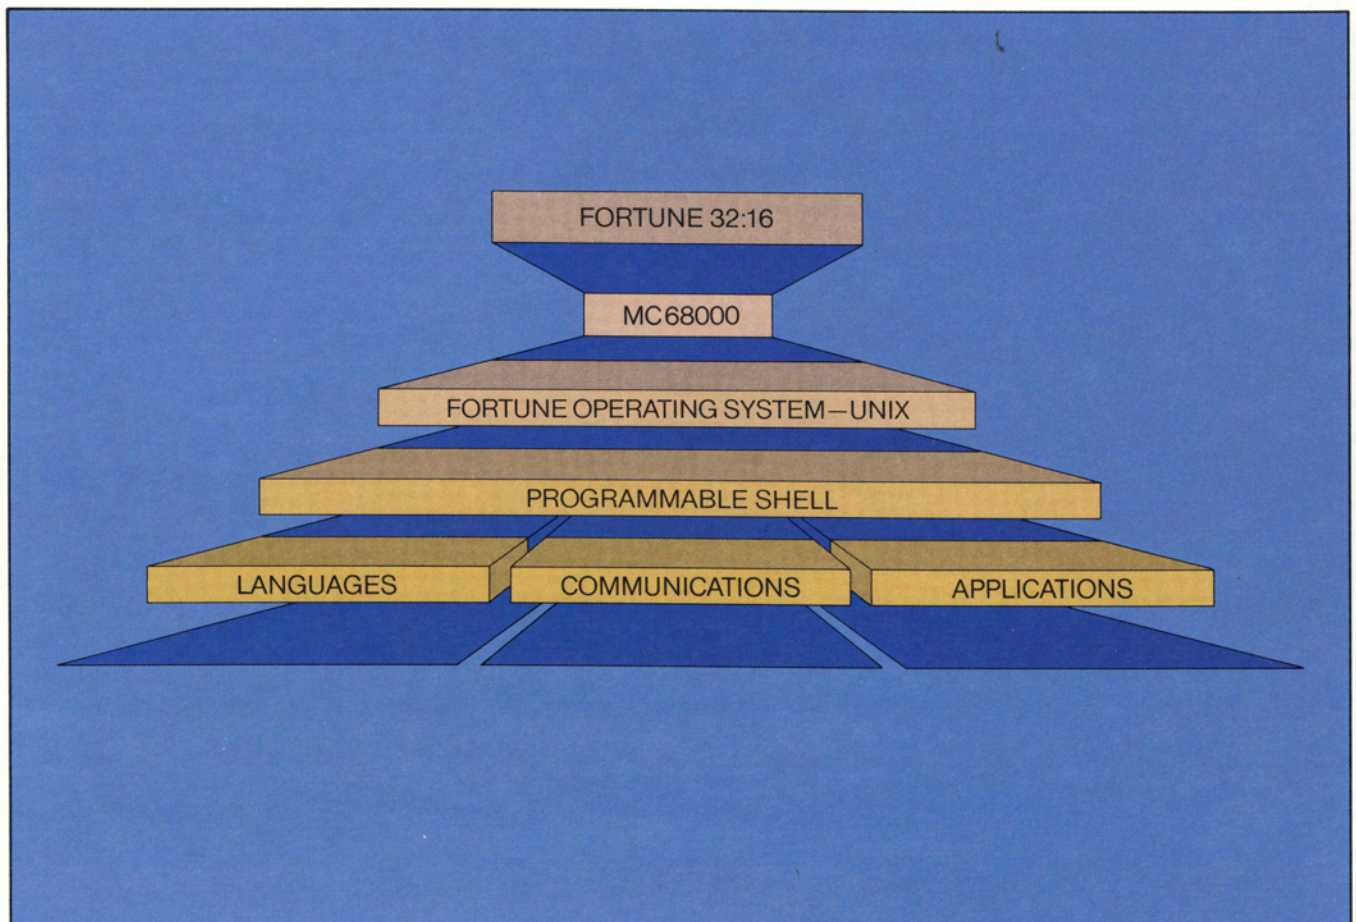 FORTUNE 32:16
MC68000
FORTUNE OPERATING SYSTEM—UNIX
PROGRAMMABLE SHELL
LANGUAGES COMMUNICATIONS APPLICATIONS